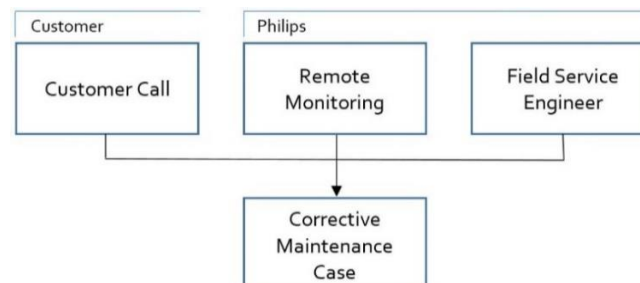 Customer
Philips
Customer Call
Remote
Monitoring
Field Service
Engineer
Corrective
Maintenance
Case